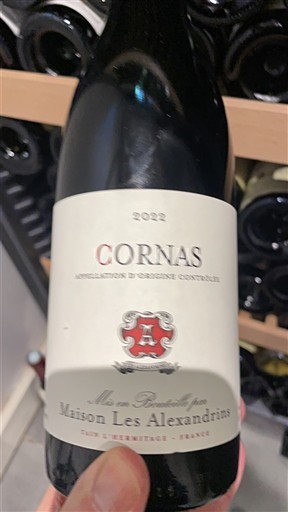 2022
CORNAS
APPELLATION D'ORIGINE CONTRÔLÉE
A
Mis en Bouteille par
Maison Les Alexandrins
TAIN L'HERMITAGE - FRANCE